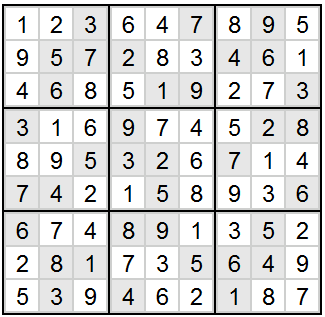 1 2 3 6 4 7 8 9 5
9 5 7 2 8 3 4 6 1
4 6 8 5 1 9 2 7 3
3 1 6 9 7 4 5 2 8
8 9 5 3 2 6 7 1 4
7 4 2 1 5 8 9 3 6
6 7 4 8 9 1 3 5 2
2 8 1 7 3 5 6 4 9
5 3 9 4 6 2 1 8 7